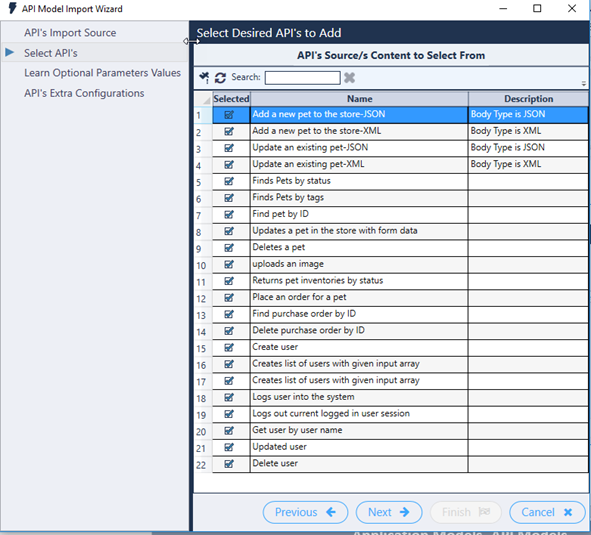 API Model Import Wizard
API's Import Source
Select API's
Learn Optional Parameters Values
API's Extra Configurations
Select Desired API's to Add
API's Source/s Content to Select From
Search:
Selected Name Description
1 Add a new pet to the store-JSON Body Type is JSON
2 Add a new pet to the store-XML Body Type is XML
3 Update an existing pet-JSON Body Type is JSON
4 Update an existing pet-XML Body Type is XML
5 Finds Pets by status
6 Finds Pets by tags
7 Find pet by ID
8 Updates a pet in the store with form data
9 Deletes a pet
10 uploads an image
11 Returns pet inventories by status
12 Place an order for a pet
13 Find purchase order by ID
14 Delete purchase order by ID
15 Create user
16 Creates list of users with given input array
17 Creates list of users with given input array
18 Logs user into the system
19 Logs out current logged in user session
20 Get user by user name
21 Updated user
22 Delete user
Previous Next Finish Cancel